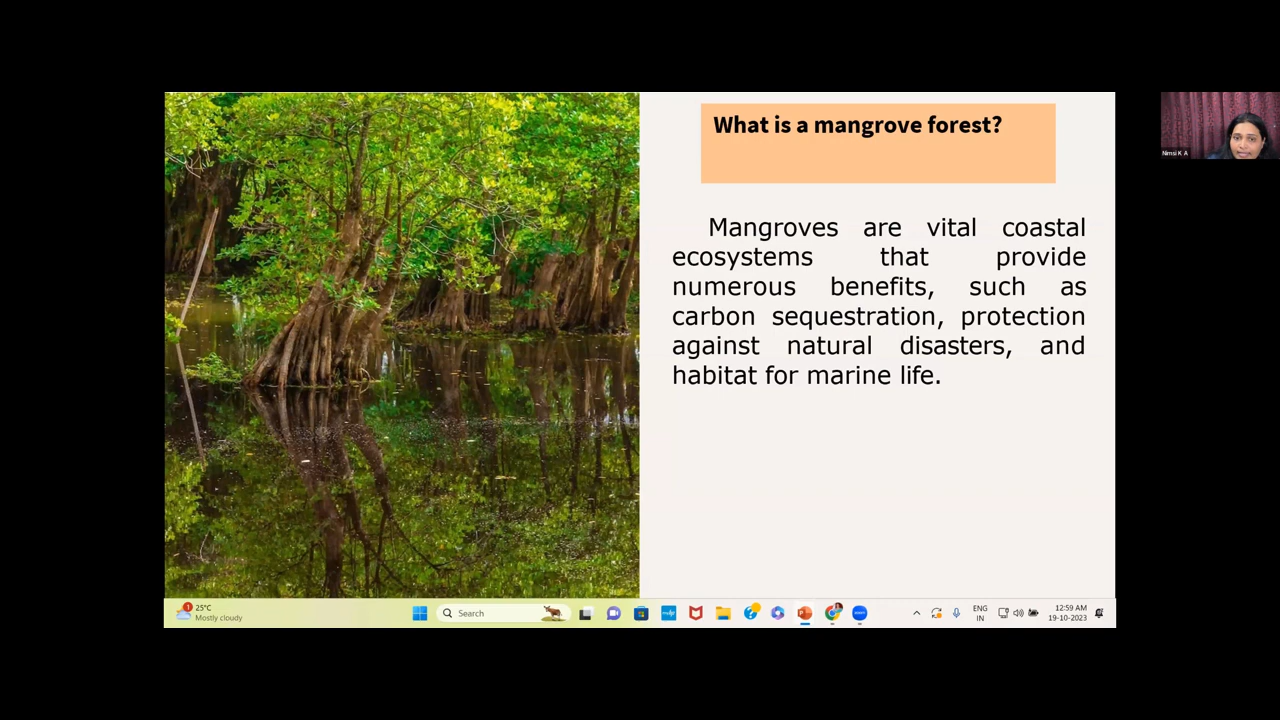 What is a mangrove forest?
Mangroves are vital coastal
ecosystems that provide
numerous benefits, such as
carbon sequestration, protection
against natural disasters, and
habitat for marine life.
Nimsi K A
1
25°C
Mostly cloudy
Search
ENG
IN
12:59 AM
19-10-2023